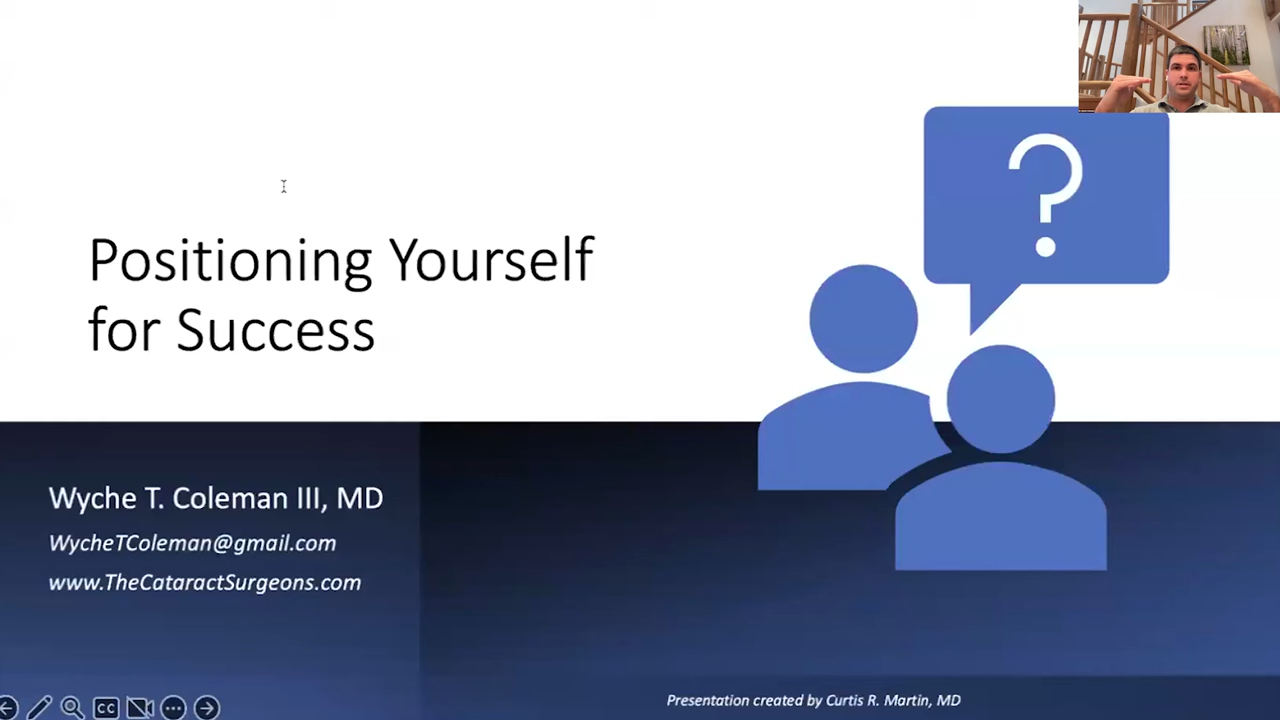 ?
Positioning Yourself
for Success
Wyche T. Coleman III, MD
WycheTColeman@gmail.com
www.TheCataractSurgeons.com
CC
Presentation created by Curtis R. Martin, MD